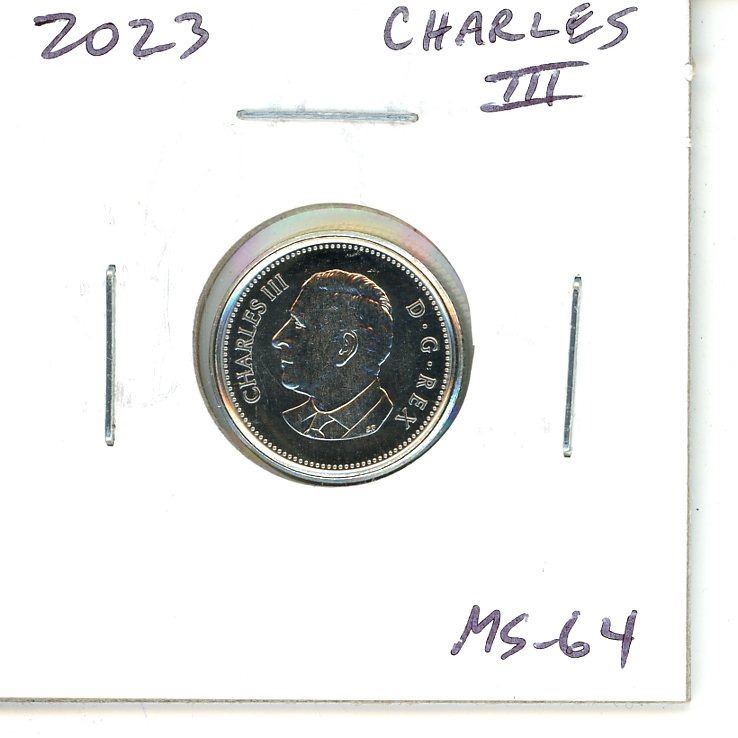 2023 CHARLES
III
CHARLES III D·G·REX
MS-64